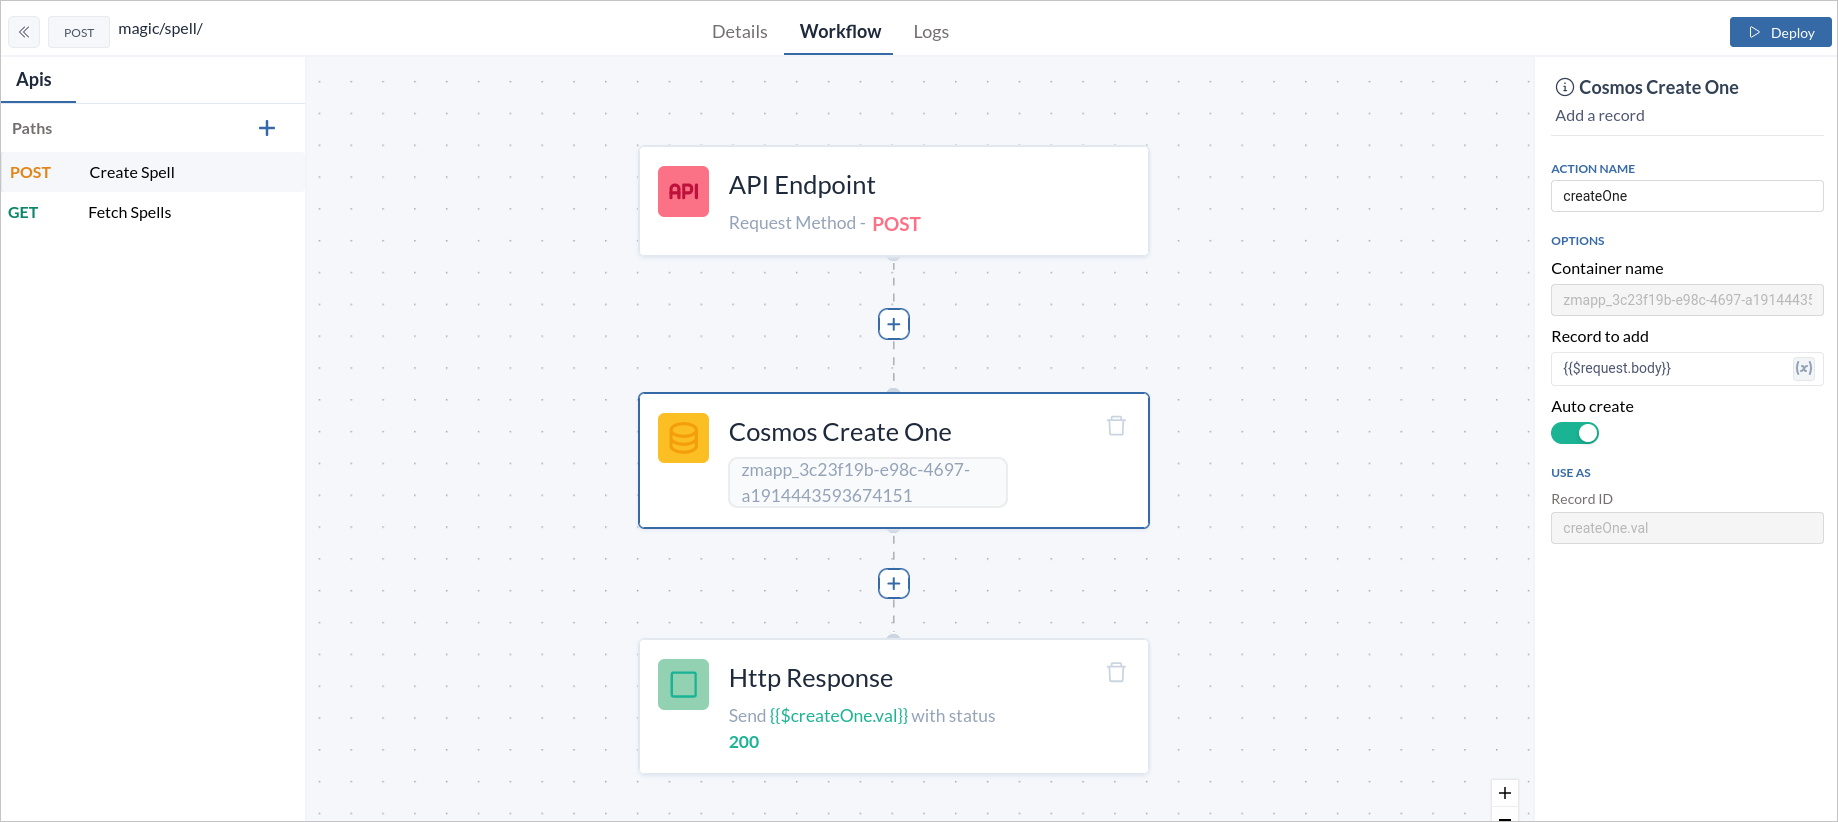 POST
magic/spell/
Details
Workflow
Logs
Deploy
Apis
Paths
POST Create Spell
GET Fetch Spells
API
API Endpoint
Request Method - POST
Cosmos Create One
zmapp_3c23f19b-e98c-4697-
a1914443593674151
Http Response
Send {{$createOne.val}} with status
200
Cosmos Create One
Add a record
ACTION NAME
createOne
OPTIONS
Container name
zmapp_3c23f19b-e98c-4697-a19144435
Record to add
{{$request.body}}
{x}
Auto create
USE AS
Record ID
createOne.val